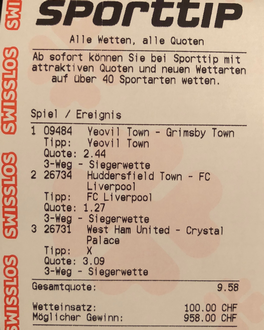 SPORTTIP
Alle Wetten, alle Quoten
Ab sofort können Sie bei Sporttip mit
attraktiven Quoten und neuen Wettarten
auf über 40 Sportarten wetten.
Spiel / Ereignis
1 09484 Yeovil Town - Grimsby Town
Tipp: Yeovil Town
Quote: 2.44
3-Weg - Siegerwette
2 26734 Huddersfield Town - FC
Liverpool
Tipp: FC Liverpool
Quote: 1.27
3-Weg - Siegerwette
3 26731 West Ham United - Crystal
Palace
Tipp: X
Quote: 3.09
3-Weg - Siegerwette
Gesamtquote: 9.58
Wetteinsatz: 100.00 CHF
Möglicher Gewinn: 958.00 CHF
SWISSLOS
SWISSLOS